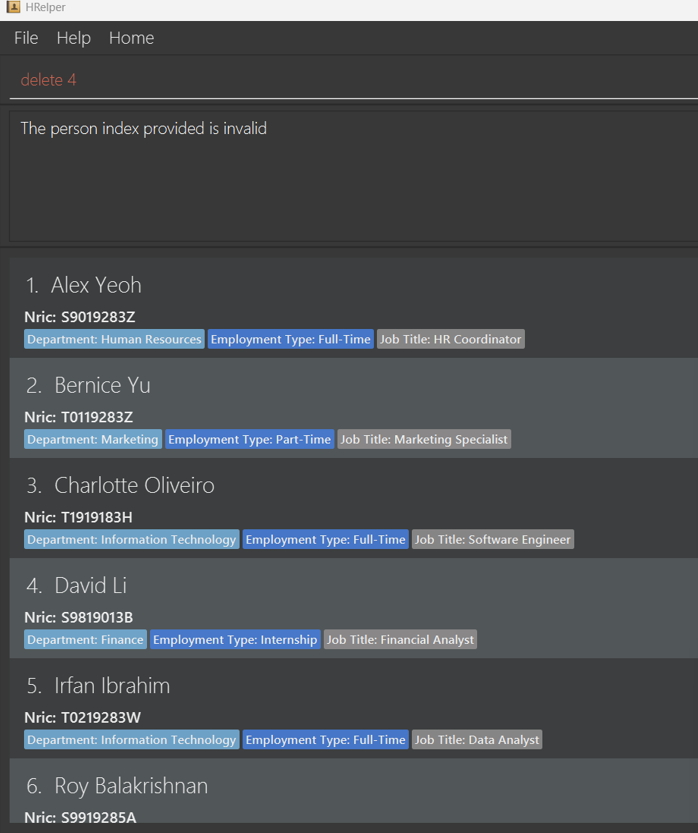 HRelper
File Help Home
delete 4
The person index provided is invalid
1. Alex Yeoh
Nric: S9019283Z
Department: Human Resources Employment Type: Full-Time Job Title: HR Coordinator
2. Bernice Yu
Nric: T0119283Z
Department: Marketing Employment Type: Part-Time Job Title: Marketing Specialist
3. Charlotte Oliveiro
Nric: T1919183H
Department: Information Technology Employment Type: Full-Time Job Title: Software Engineer
4. David Li
Nric: S9819013B
Department: Finance Employment Type: Internship Job Title: Financial Analyst
5. Irfan Ibrahim
Nric: T0219283W
Department: Information Technology Employment Type: Full-Time Job Title: Data Analyst
6. Roy Balakrishnan
Nric: S9919285A